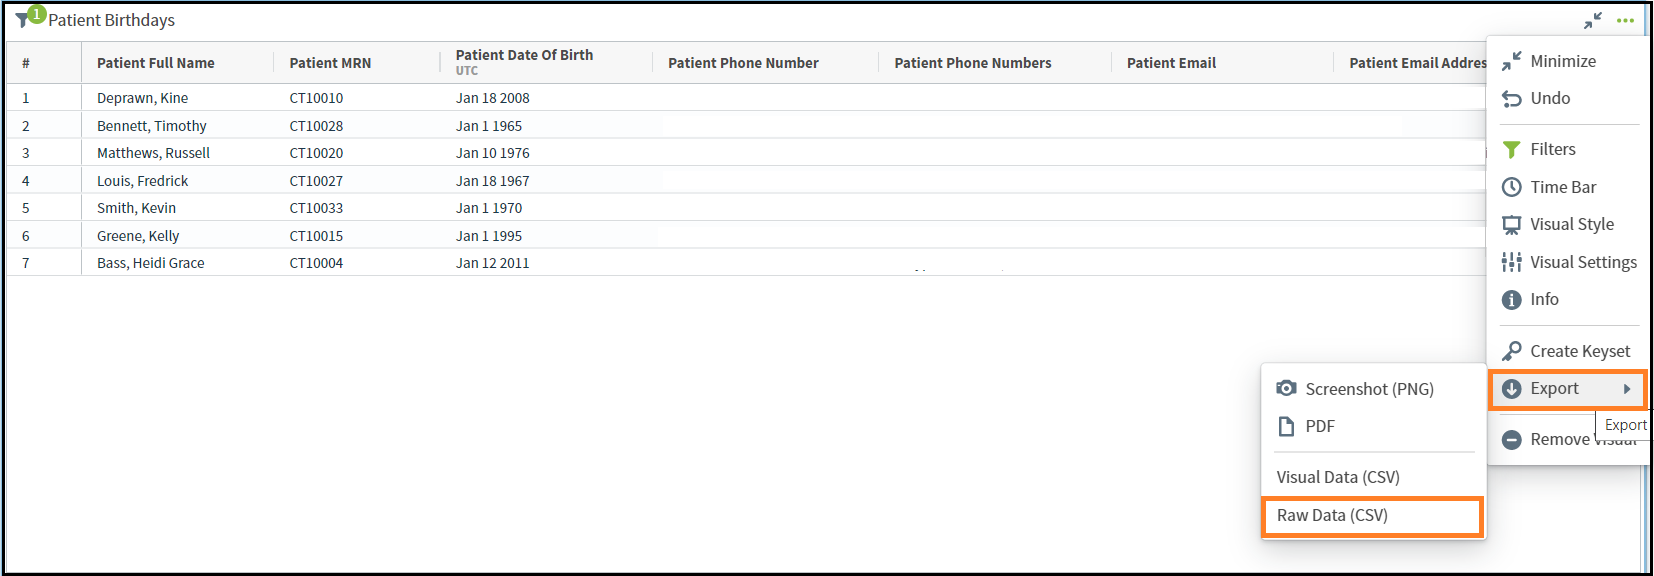 1 Patient Birthdays
# Patient Full Name Patient MRN Patient Date Of Birth UTC Patient Phone Number Patient Phone Numbers Patient Email Patient Email Addres
1 Deprawn, Kine CT10010 Jan 18 2008
2 Bennett, Timothy CT10028 Jan 1 1965
3 Matthews, Russell CT10020 Jan 10 1976
4 Louis, Fredrick CT10027 Jan 18 1967
5 Smith, Kevin CT10033 Jan 1 1970
6 Greene, Kelly CT10015 Jan 1 1995
7 Bass, Heidi Grace CT10004 Jan 12 2011
Minimize
Undo
Filters
Time Bar
Visual Style
Visual Settings
Info
Create Keyset
Export
Export
Remove Visual
Screenshot (PNG)
PDF
Visual Data (CSV)
Raw Data (CSV)